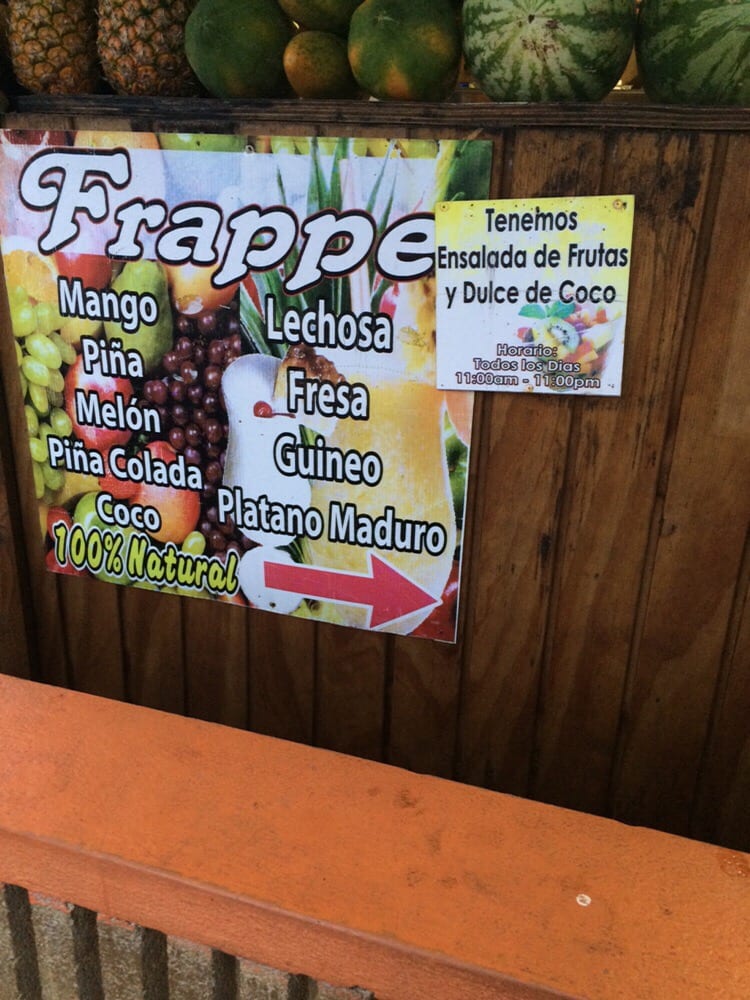 Frappe
Mango
Piña
Melón
Piña Colada
Coco
Lechosa
Fresa
Guineo
Platano Maduro
100% Natural
Tenemos
Ensalada de Frutas
y Dulce de Coco
Horario:
Todos los Dias
11:00am - 11:00pm